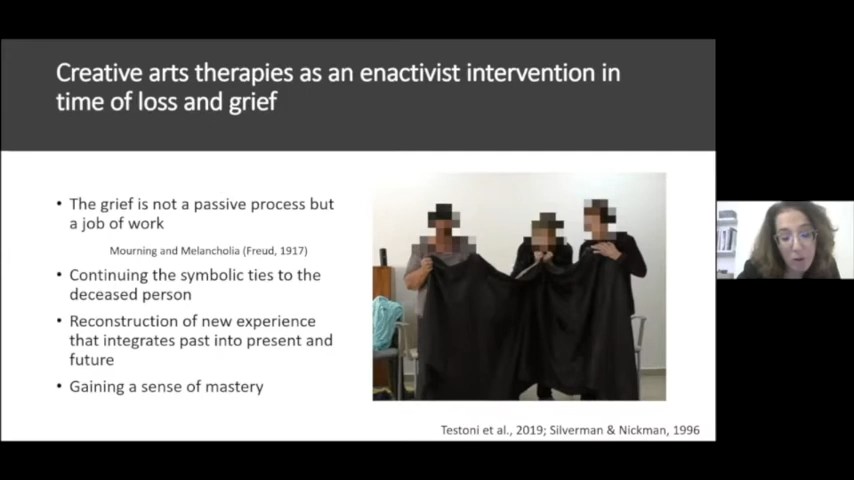 Creative arts therapies as an enactivist intervention in
time of loss and grief
• The grief is not a passive process but
a job of work
Mourning and Melancholia (Freud, 1917)
• Continuing the symbolic ties to the
deceased person
• Reconstruction of new experience
that integrates past into present and
future
• Gaining a sense of mastery
Testoni et al., 2019; Silverman & Nickman, 1996